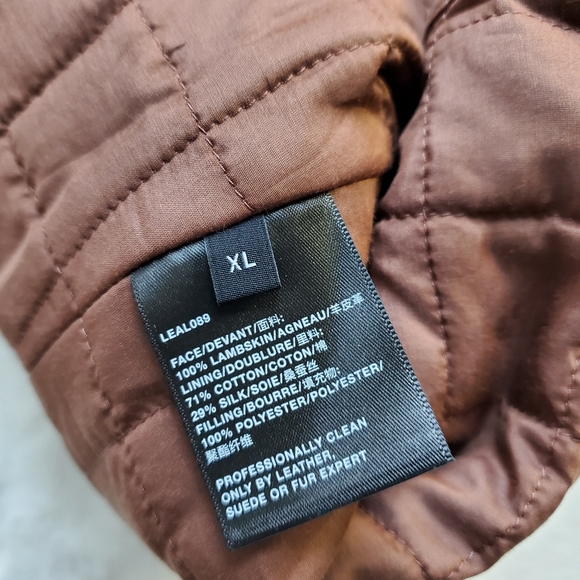 XL
LEAL089
FACE/DEVANT/面料:
100% LAMBSKIN/AGNEAU/羊皮革
LINING/DOUBLURE/里料:
71% COTTON/COTON/棉
29% SILK/SOIE/桑蚕丝
FILLING/BOURRE/填充物:
100% POLYESTER/POLYESTER/
聚酯纤维
PROFESSIONALLY CLEAN
ONLY BY LEATHER,
SUEDE OR FUR EXPERT